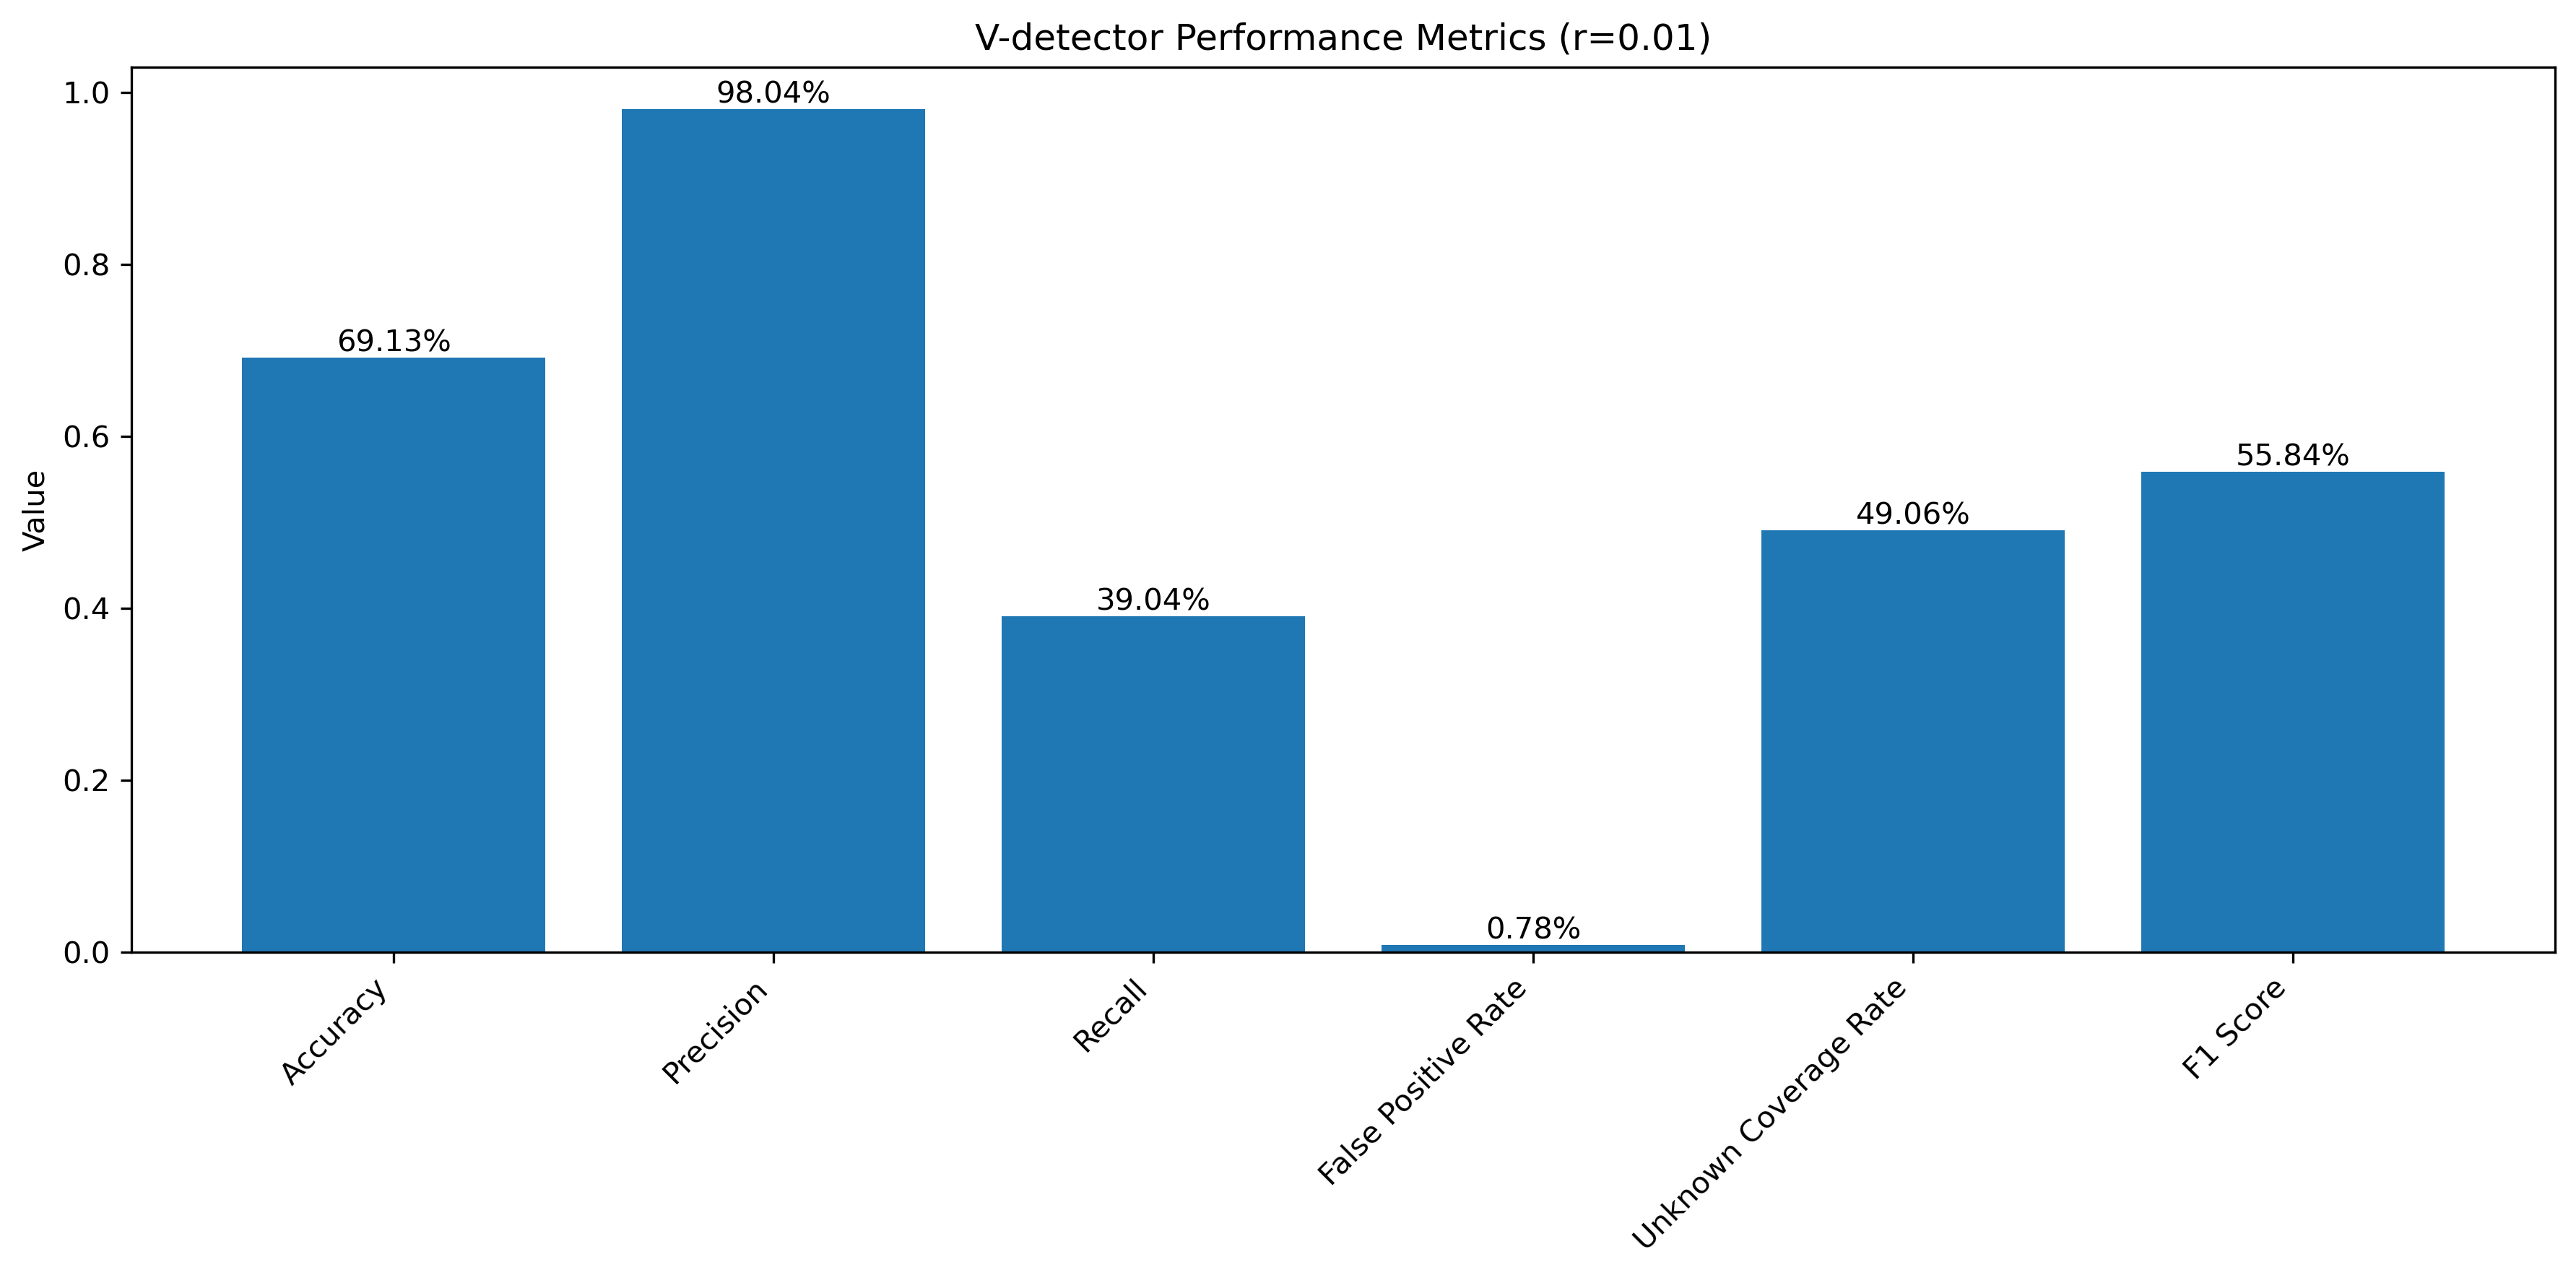 V-detector Performance Metrics (r=0.01)
Value
1.0
0.8
0.6
0.4
0.2
0.0
69.13%
98.04%
39.04%
0.78%
49.06%
55.84%
Accuracy
Precision
Recall
False Positive Rate
Unknown Coverage Rate
F1 Score